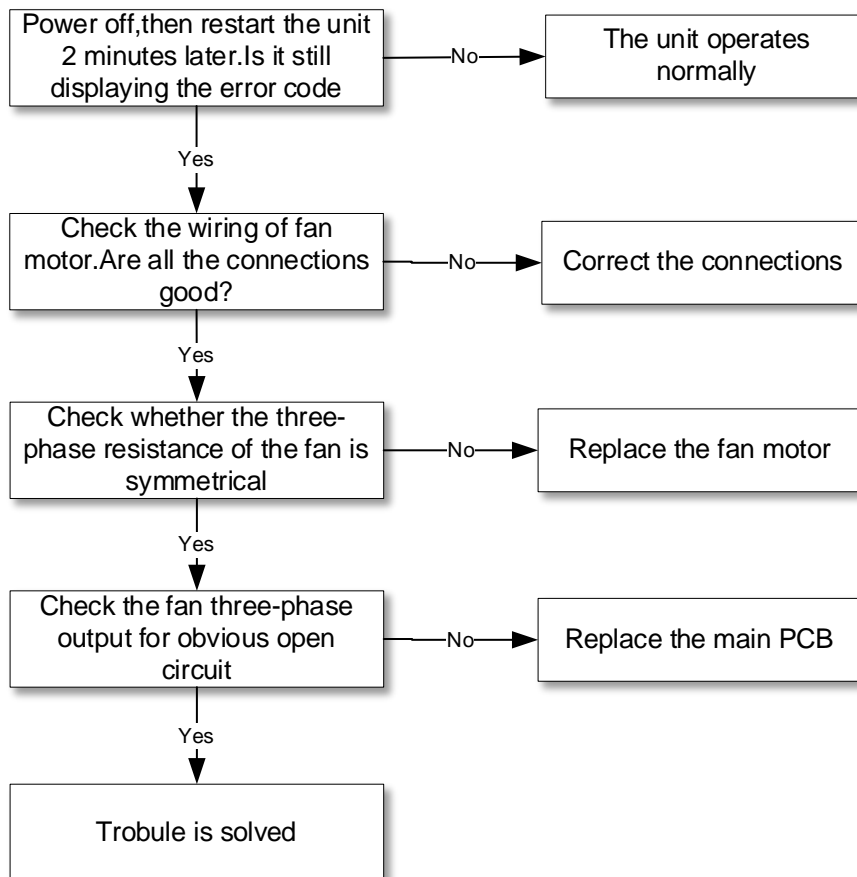 Power off,then restart the unit
2 minutes later.Is it still
displaying the error code
No
The unit operates
normally
Yes
Check the wiring of fan
motor.Are all the connections
good?
No
Correct the connections
Yes
Check whether the three-
phase resistance of the fan is
symmetrical
No
Replace the fan motor
Yes
Check the fan three-phase
output for obvious open
circuit
No
Replace the main PCB
Yes
Trobule is solved